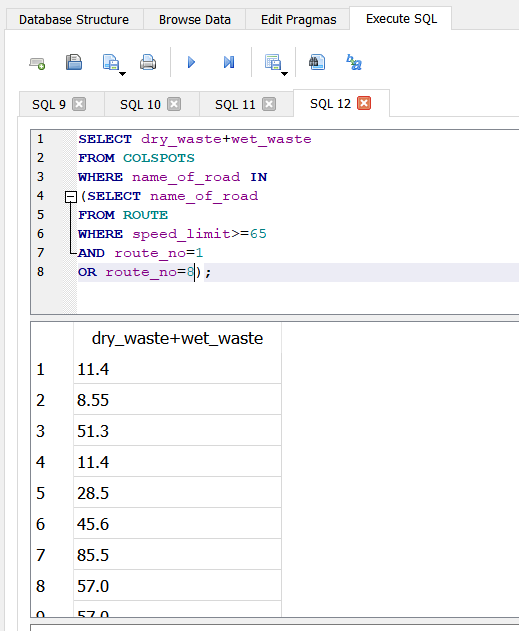 Database Structure Browse Data Edit Pragmas Execute SQL
SQL 9 SQL 10 SQL 11 SQL 12
1 SELECT dry_waste+wet_waste
2 FROM COLSPOTS
3 WHERE name_of_road IN
4 (SELECT name_of_road
5 FROM ROUTE
6 WHERE speed_limit>=65
7 AND route_no=1
8 OR route_no=8);
dry_waste+wet_waste
1 11.4
2 8.55
3 51.3
4 11.4
5 28.5
6 45.6
7 85.5
8 57.0
9 57.0